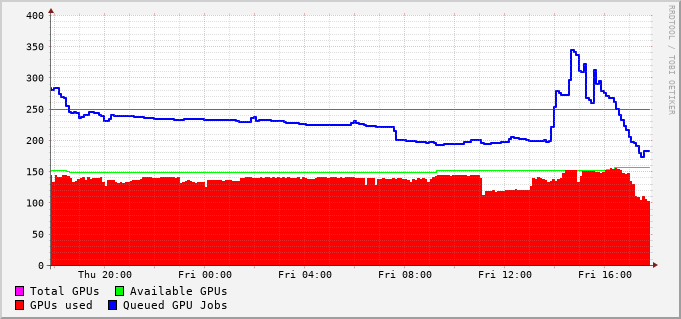 400
350
300
250
200
150
100
50
0
Thu 20:00 Fri 00:00 Fri 04:00 Fri 08:00 Fri 12:00 Fri 16:00
Total GPUs Available GPUs
GPUs used Queued GPU Jobs
RRDTOOL / TOBI OETIKER